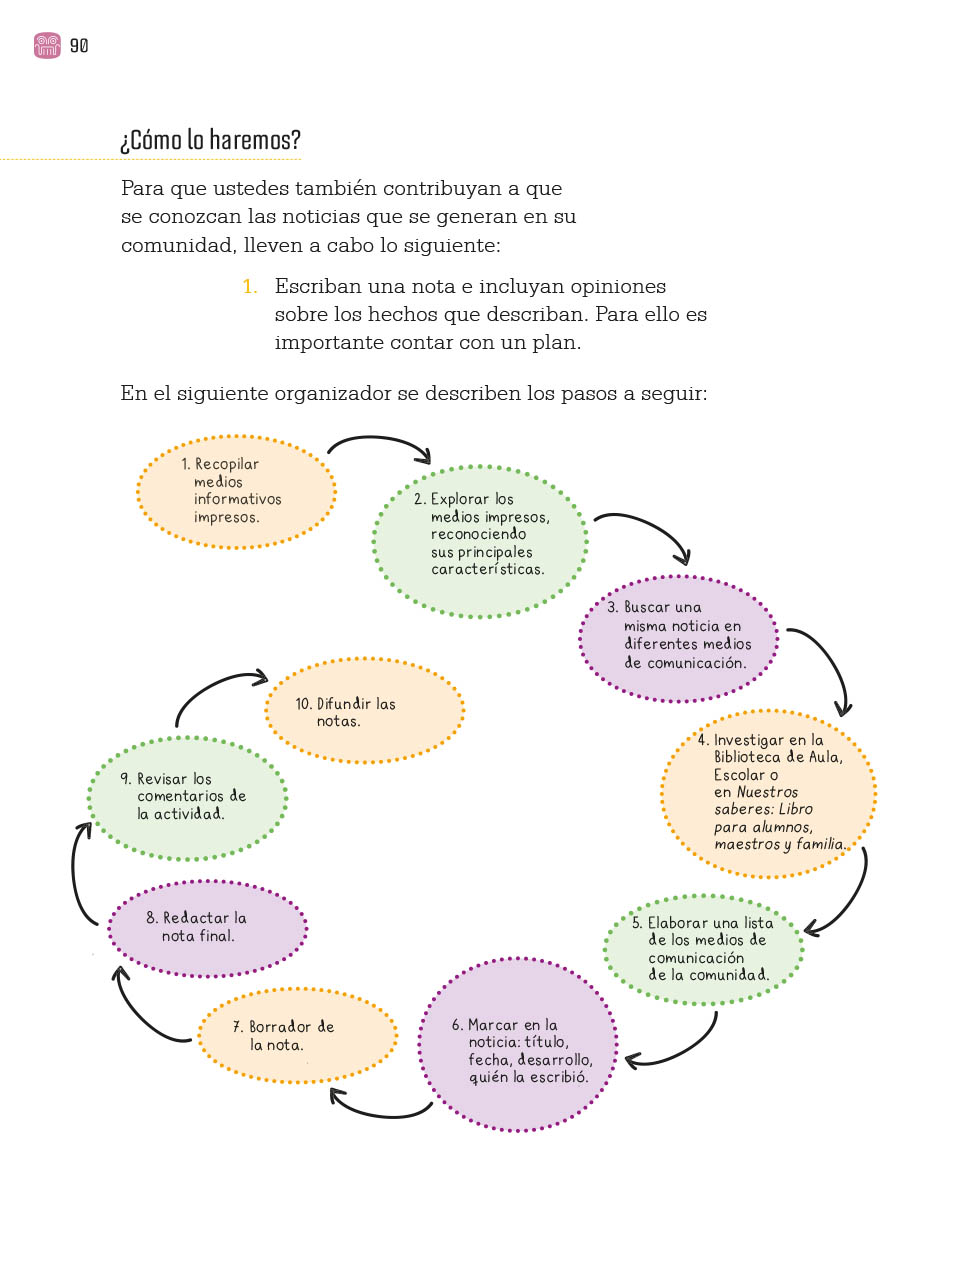 90
¿Cómo lo haremos?
Para que ustedes también contribuyan a que
se conozcan las noticias que se generan en su
comunidad, lleven a cabo lo siguiente:
1. Escriban una nota e incluyan opiniones
sobre los hechos que describan. Para ello es
importante contar con un plan.
En el siguiente organizador se describen los pasos a seguir:
1. Recopilar
medios
informativos
impresos.
2. Explorar los
medios impresos,
reconociendo
sus principales
características.
3. Buscar una
misma noticia en
diferentes medios
de comunicación.
4. Investigar en la
Biblioteca de Aula,
Escolar o
en Nuestros
saberes: Libro
para alumnos,
maestros y familia.
5. Elaborar una lista
de los medios de
comunicación
de la comunidad.
6. Marcar en la
noticia: título,
fecha, desarrollo,
quién la escribió.
7. Borrador de
la nota.
8. Redactar la
nota final.
9. Revisar los
comentarios de
la actividad.
10. Difundir las
notas.